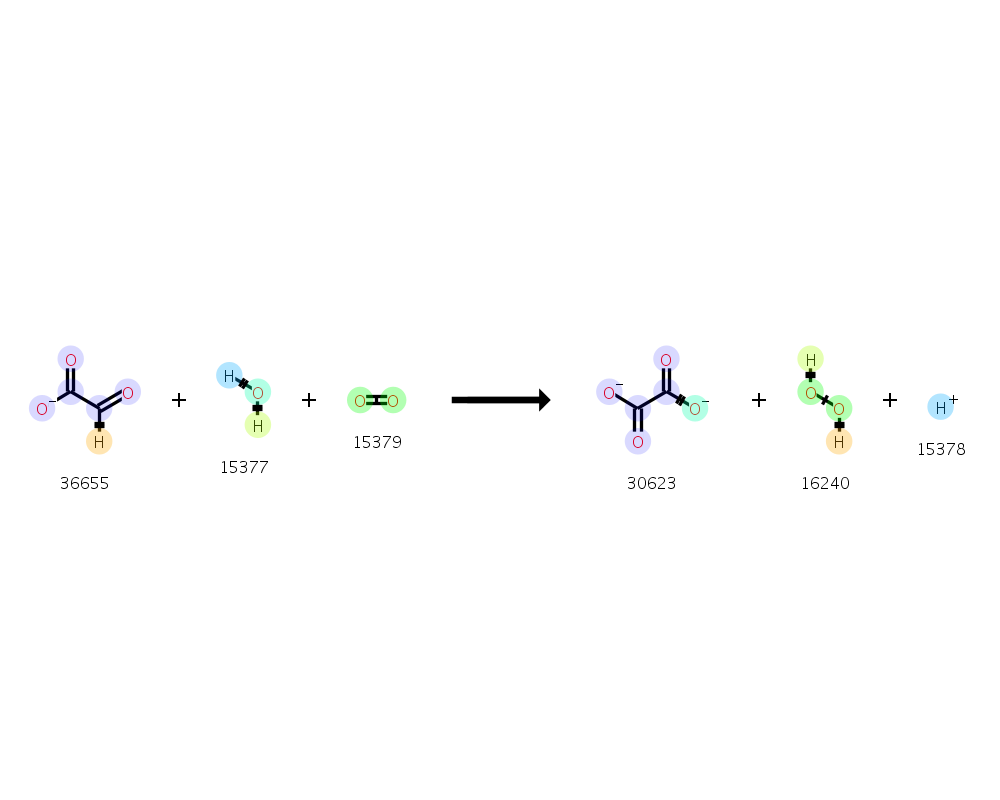 O O O⁻ H
+
H O H
+
O O
O⁻ O O O⁻
+
H O O H
+
H⁺
36655
15377
15379
30623
16240
15378